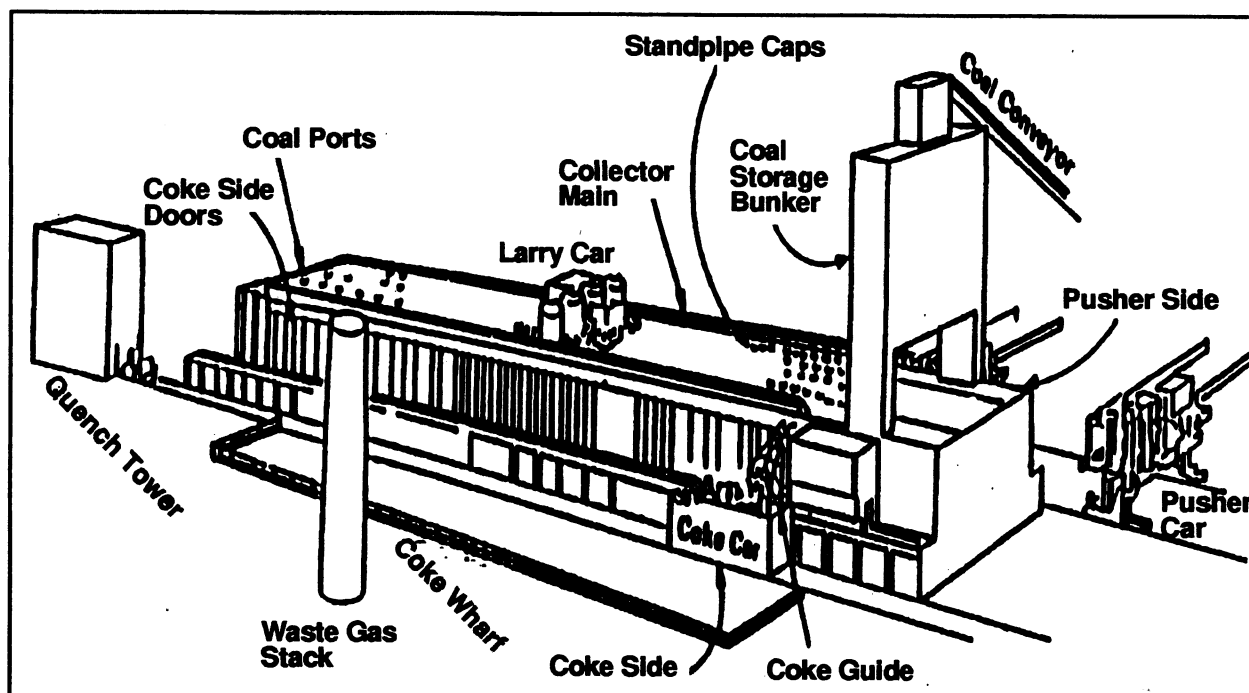 Standpipe Caps
Coal Conveyor
Coal Ports
Coke Side
Doors
Collector
Main
Coal
Storage
Bunker
Larry Car
Pusher Side
Quench Tower
Pusher
Car
Coke Car
Coke Wharf
Waste Gas
Stack
Coke Side
Coke Guide